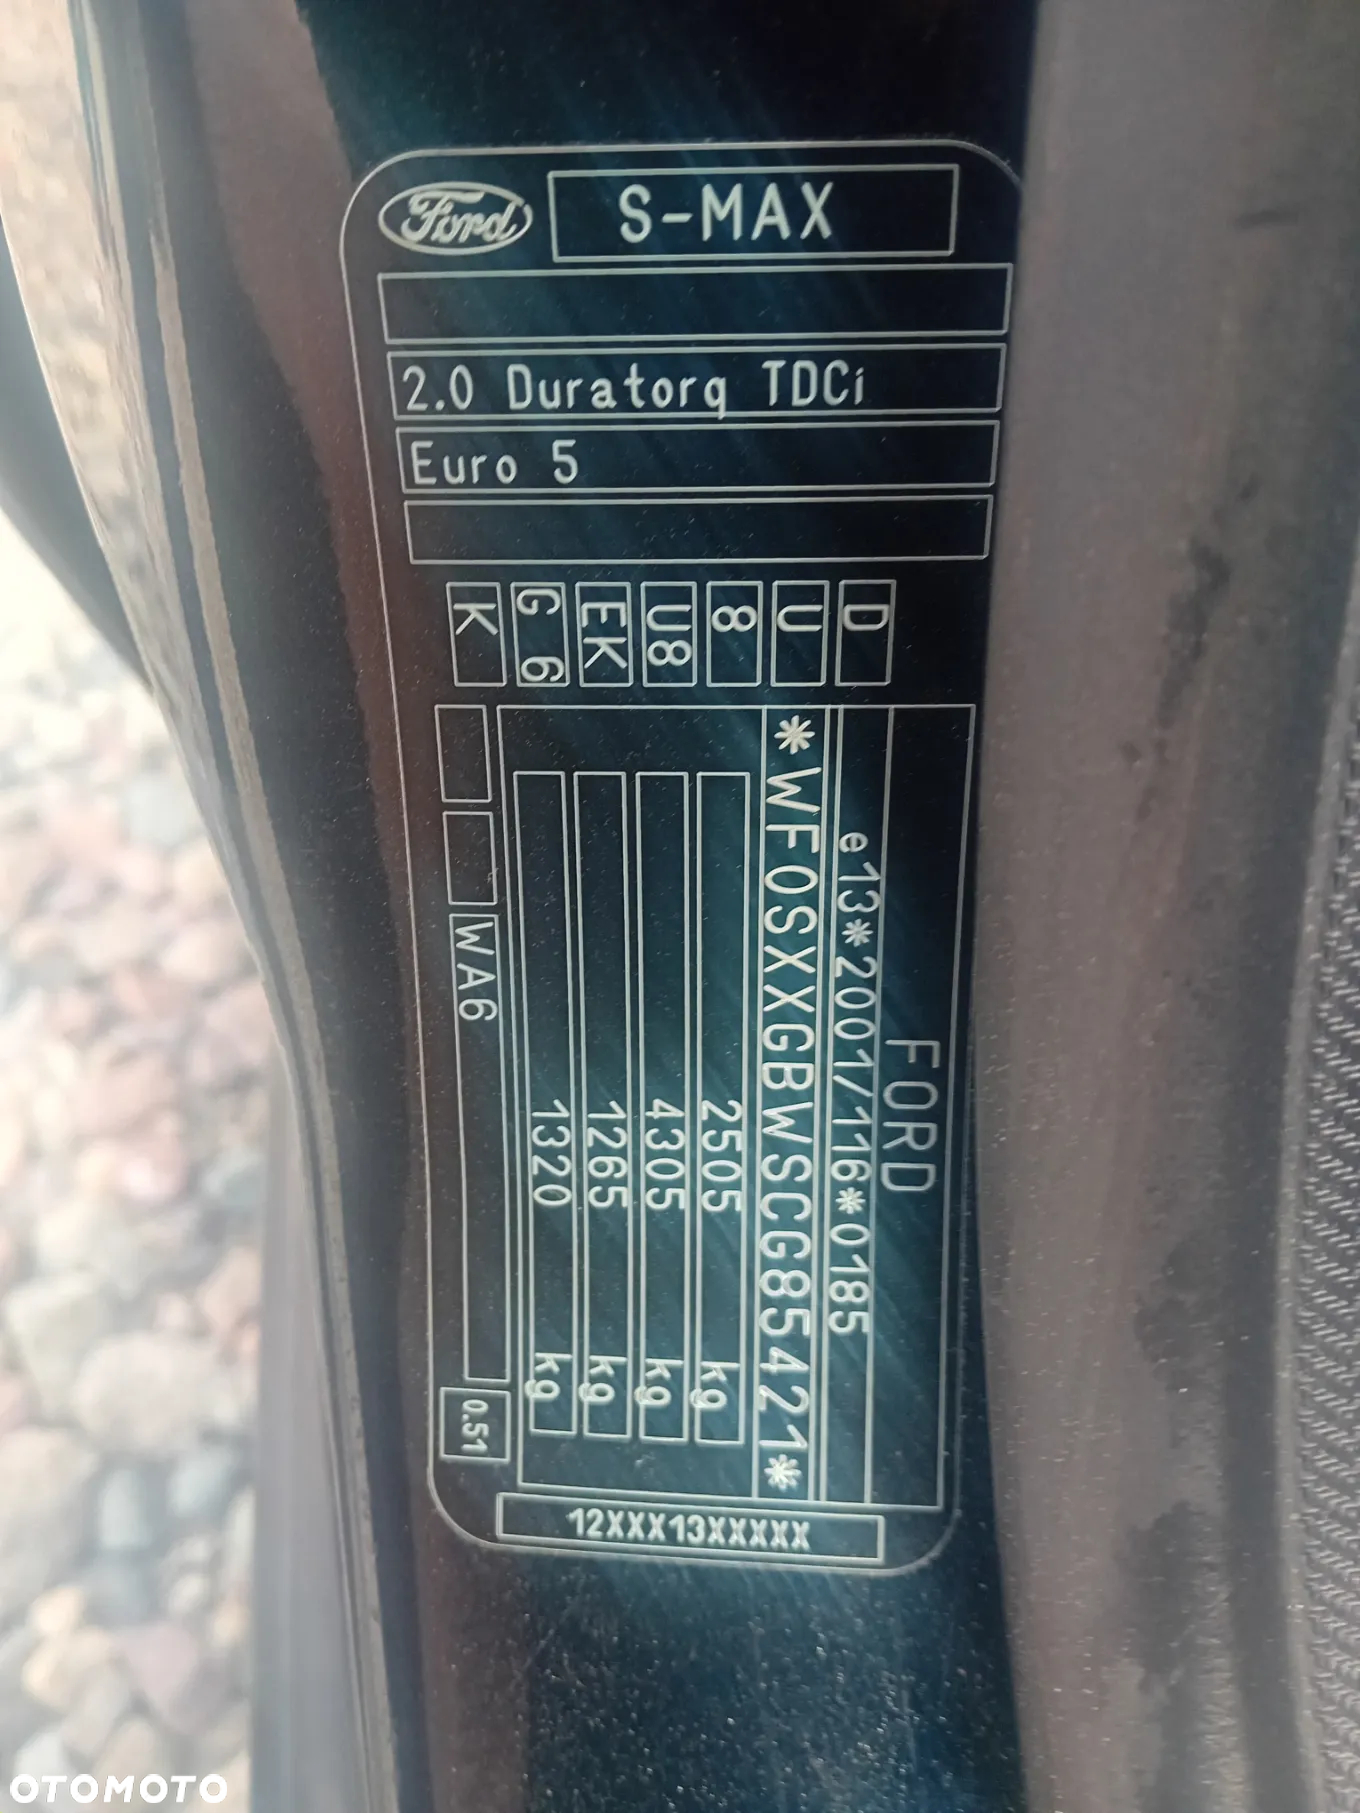 Ford
S-MAX
2.0 Duratorq TDCi
Euro 5
D
U
8
U8
EK
G 6
K
FORD
e13*2001/116*0185
*WF0SXXGBWSCG85421*
2505 kg
4305 kg
1265 kg
1320 kg
WA6
0.51
12XXX13XXXXX
OTOMOTO